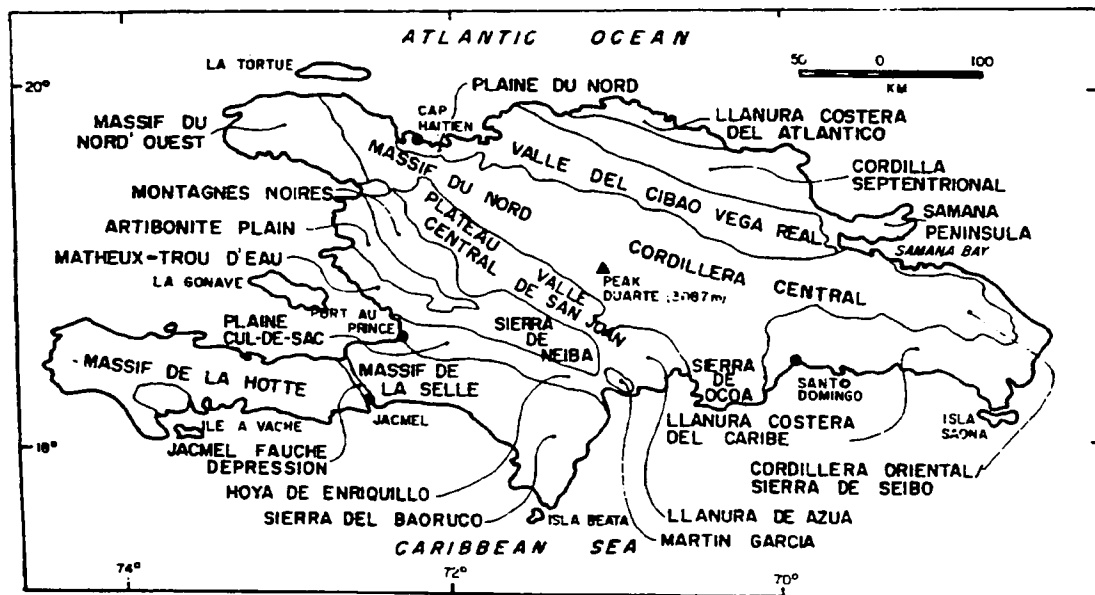 ATLANTIC OCEAN
LA TORTUE
50 0 100
KM
20°
PLAINE DU NORD
CAP
HAITIEN
LLANURA COSTERA
DEL ATLANTICO
MASSIF DU
NORD'OUEST
MASSIF DU NORD
VALLE DEL CIBAO VEGA REAL
CORDILLA
SEPTENTRIONAL
MONTAGNES NOIRES
PLATEAU
CENTRAL
SAMANA
PENINSULA
ARTIBONITE PLAIN
SAMANA BAY
MATHEUX-TROU D'EAU
CORDILLERA
CENTRAL
LA GONAVE
VALLE
DE SAN JOAN
PEAK
DUARTE (3087m)
PORT AU
PRINCE
PLAINE
CUL-DE-SAC
SIERRA
DE
NEIBA
MASSIF DE LA HOTTE
MASSIF DE
LA SELLE
SIERRA
DE
OCOA
SANTO
DOMINGO
ILE A VACHE
JACMEL
LLANURA COSTERA
DEL CARIBE
ISLA
SAONA
18°
JACMEL FAUCHE
DEPRESSION
CORDILLERA ORIENTAL
SIERRA DE SEIBO
HOYA DE ENRIQUILLO
SIERRA DEL BAORUCO
ISLA BEATA
LLANURA DE AZUA
MARTIN GARCIA
CARIBBEAN SEA
74°
72°
70°